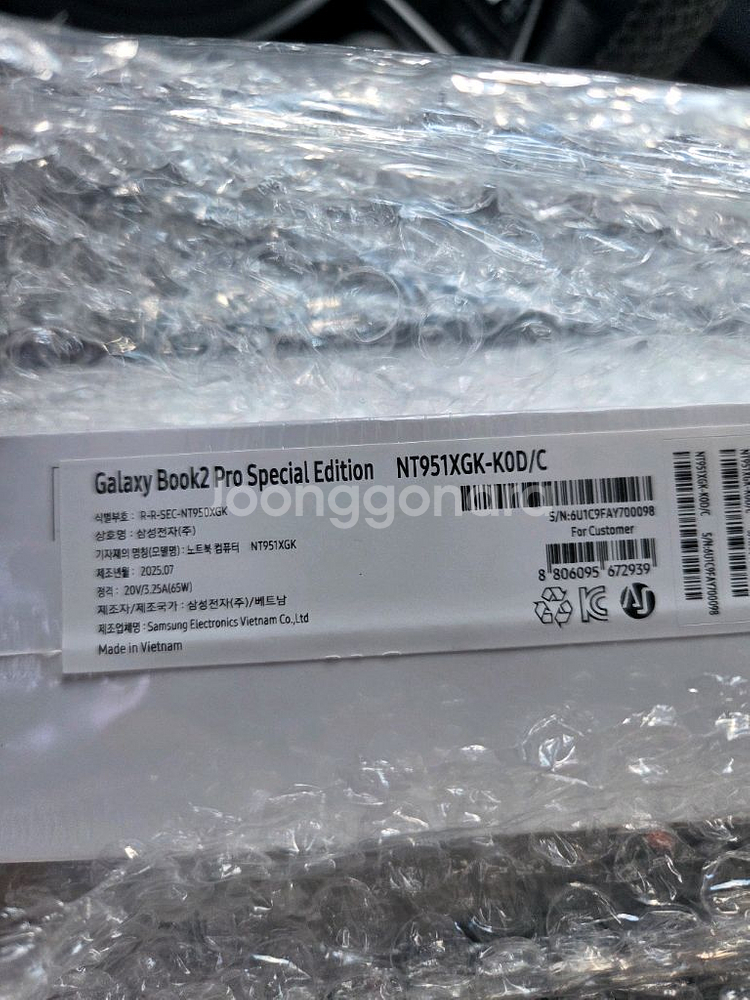 Galaxy Book2 Pro Special Edition NT951XGK-K0D/C
식별부호 : R-R-SEC-NT950XGK
상호명 : 삼성전자(주)
기자재의 명칭(모델명) : 노트북 컴퓨터 NT951XGK
제조년월 : 2025.07
정격 : 20V/3.25A(65W)
제조자/제조국가 : 삼성전자(주)/베트남
제조업체명 : Samsung Electronics Vietnam Co.,Ltd
Made in Vietnam
S/N:6U1C9FAY700098
For Customer
8 806095 672939
NT951XGK-K0D/C
S/N:6U1C9FAY700098
Joonggonara